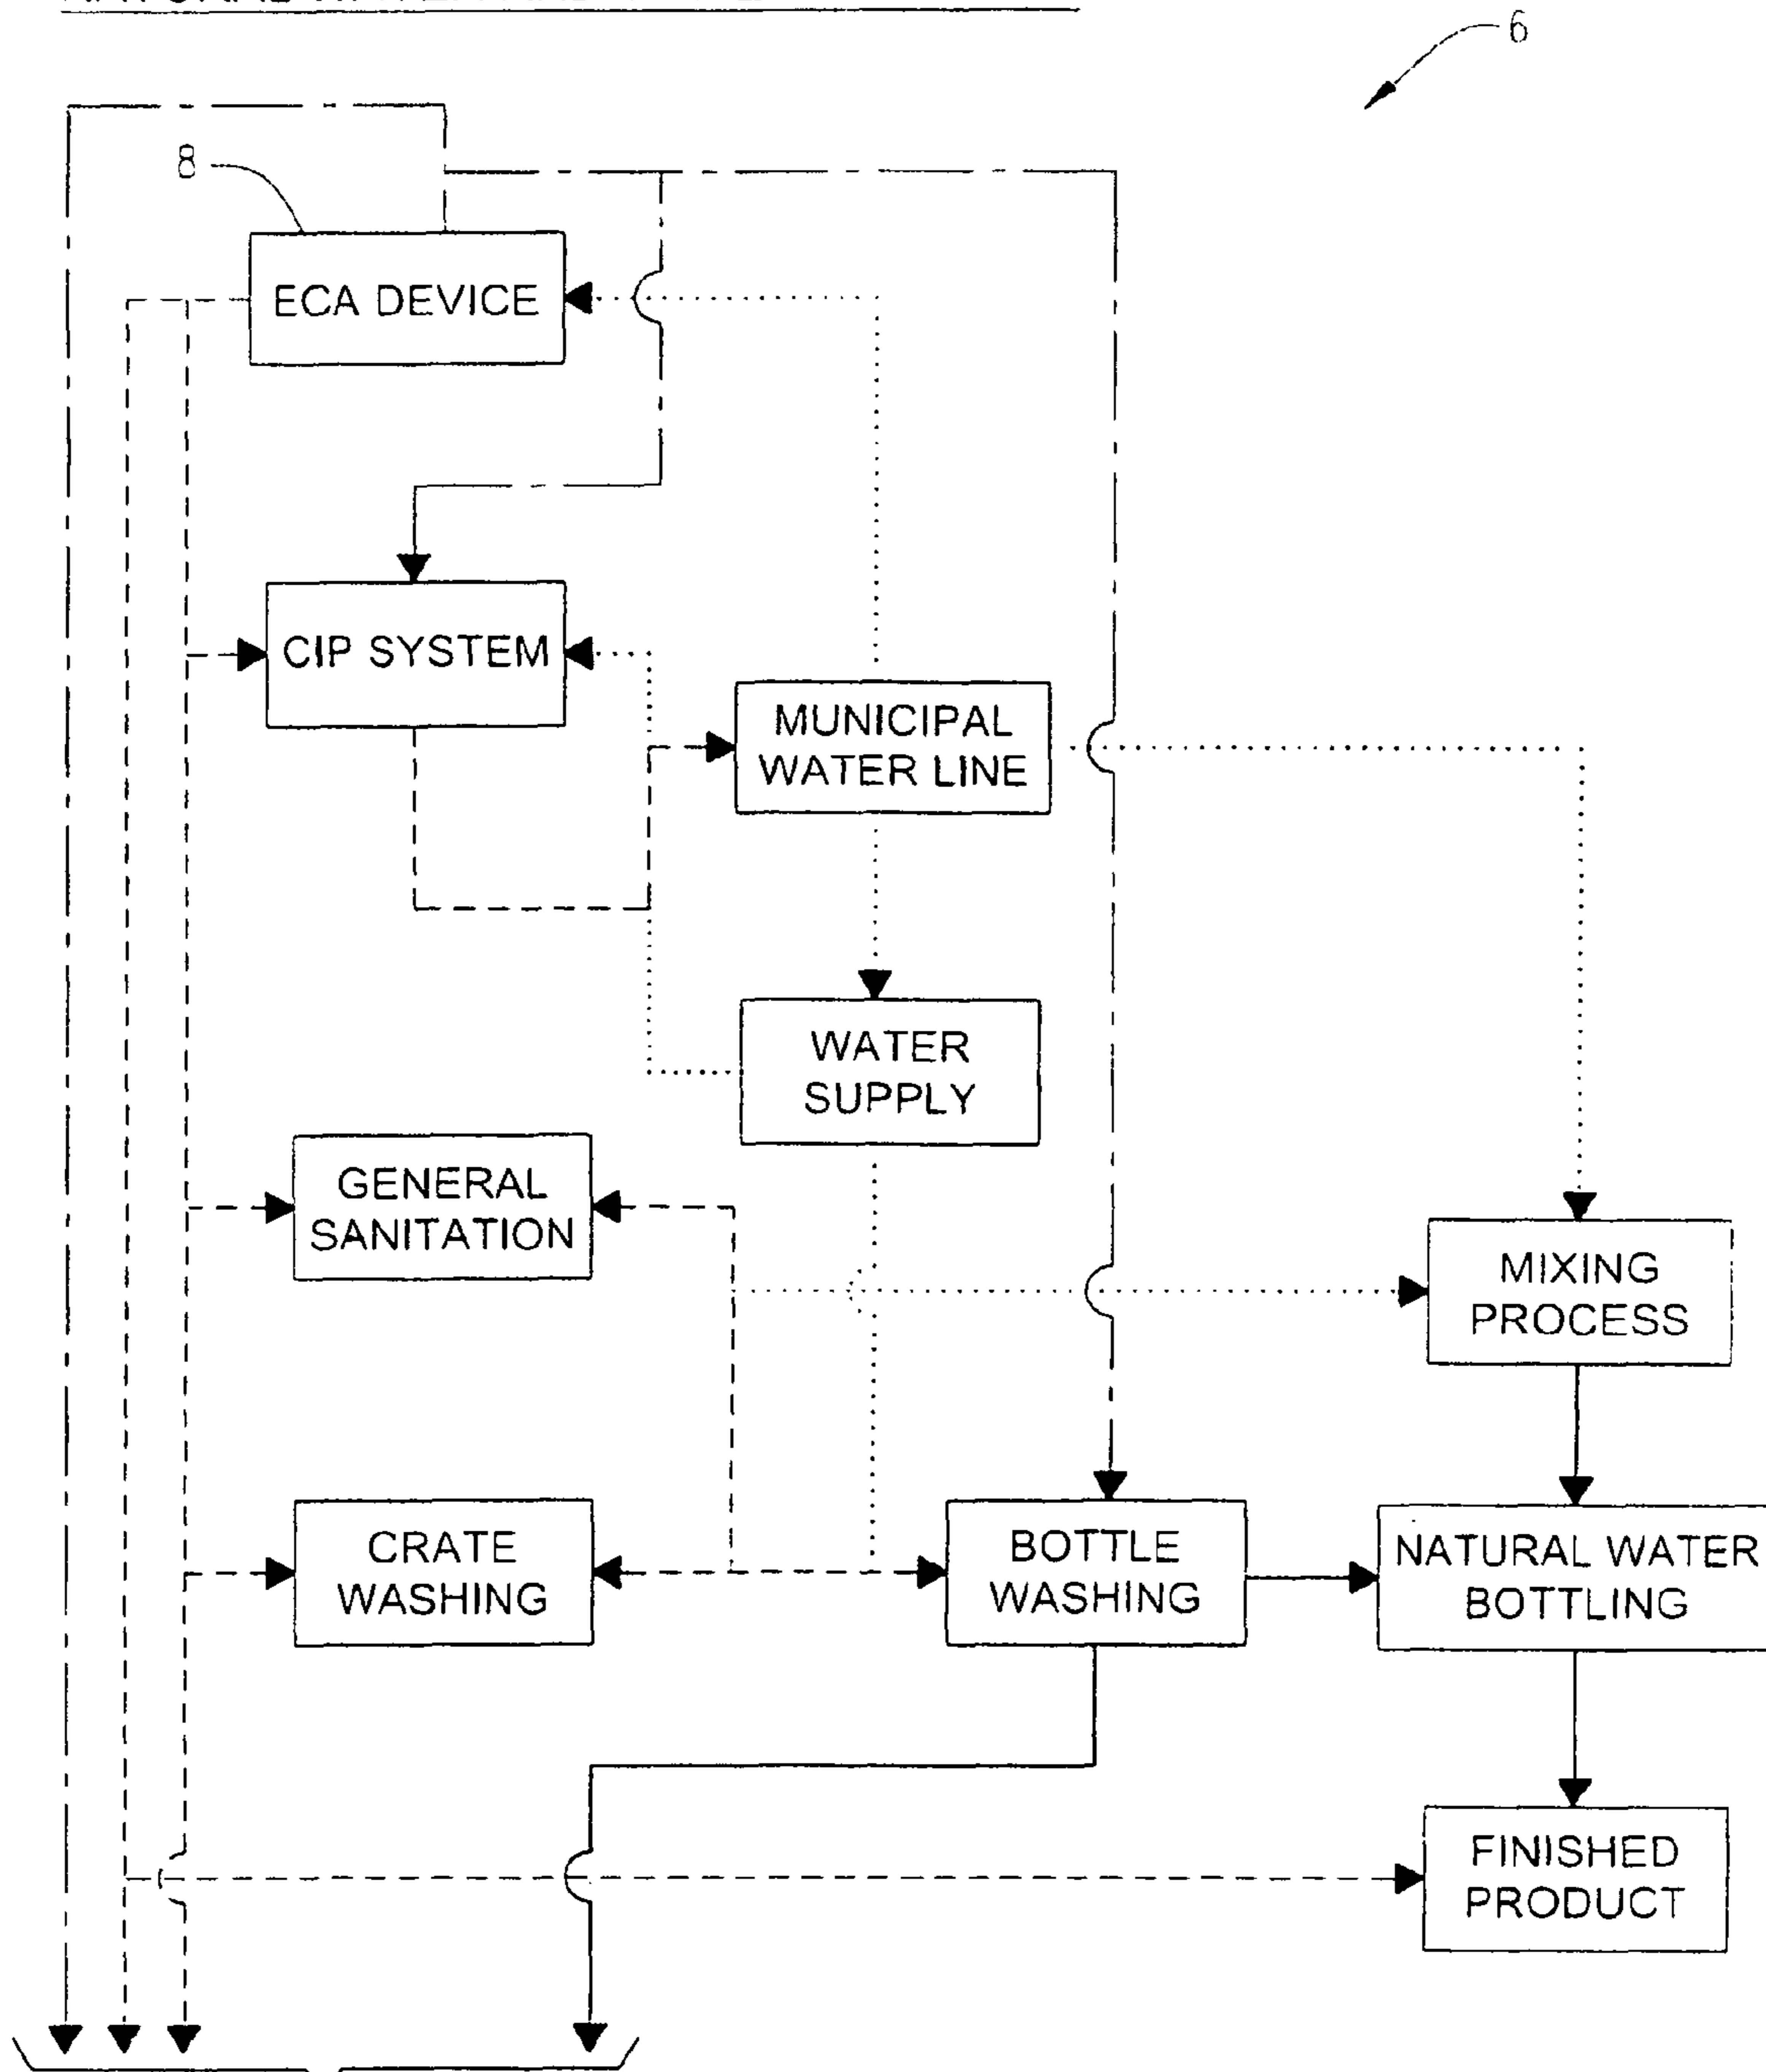 6
8
ECA DEVICE
CIP SYSTEM
MUNICIPAL
WATER LINE
WATER
SUPPLY
GENERAL
SANITATION
MIXING
PROCESS
CRATE
WASHING
BOTTLE
WASHING
NATURAL WATER
BOTTLING
FINISHED
PRODUCT